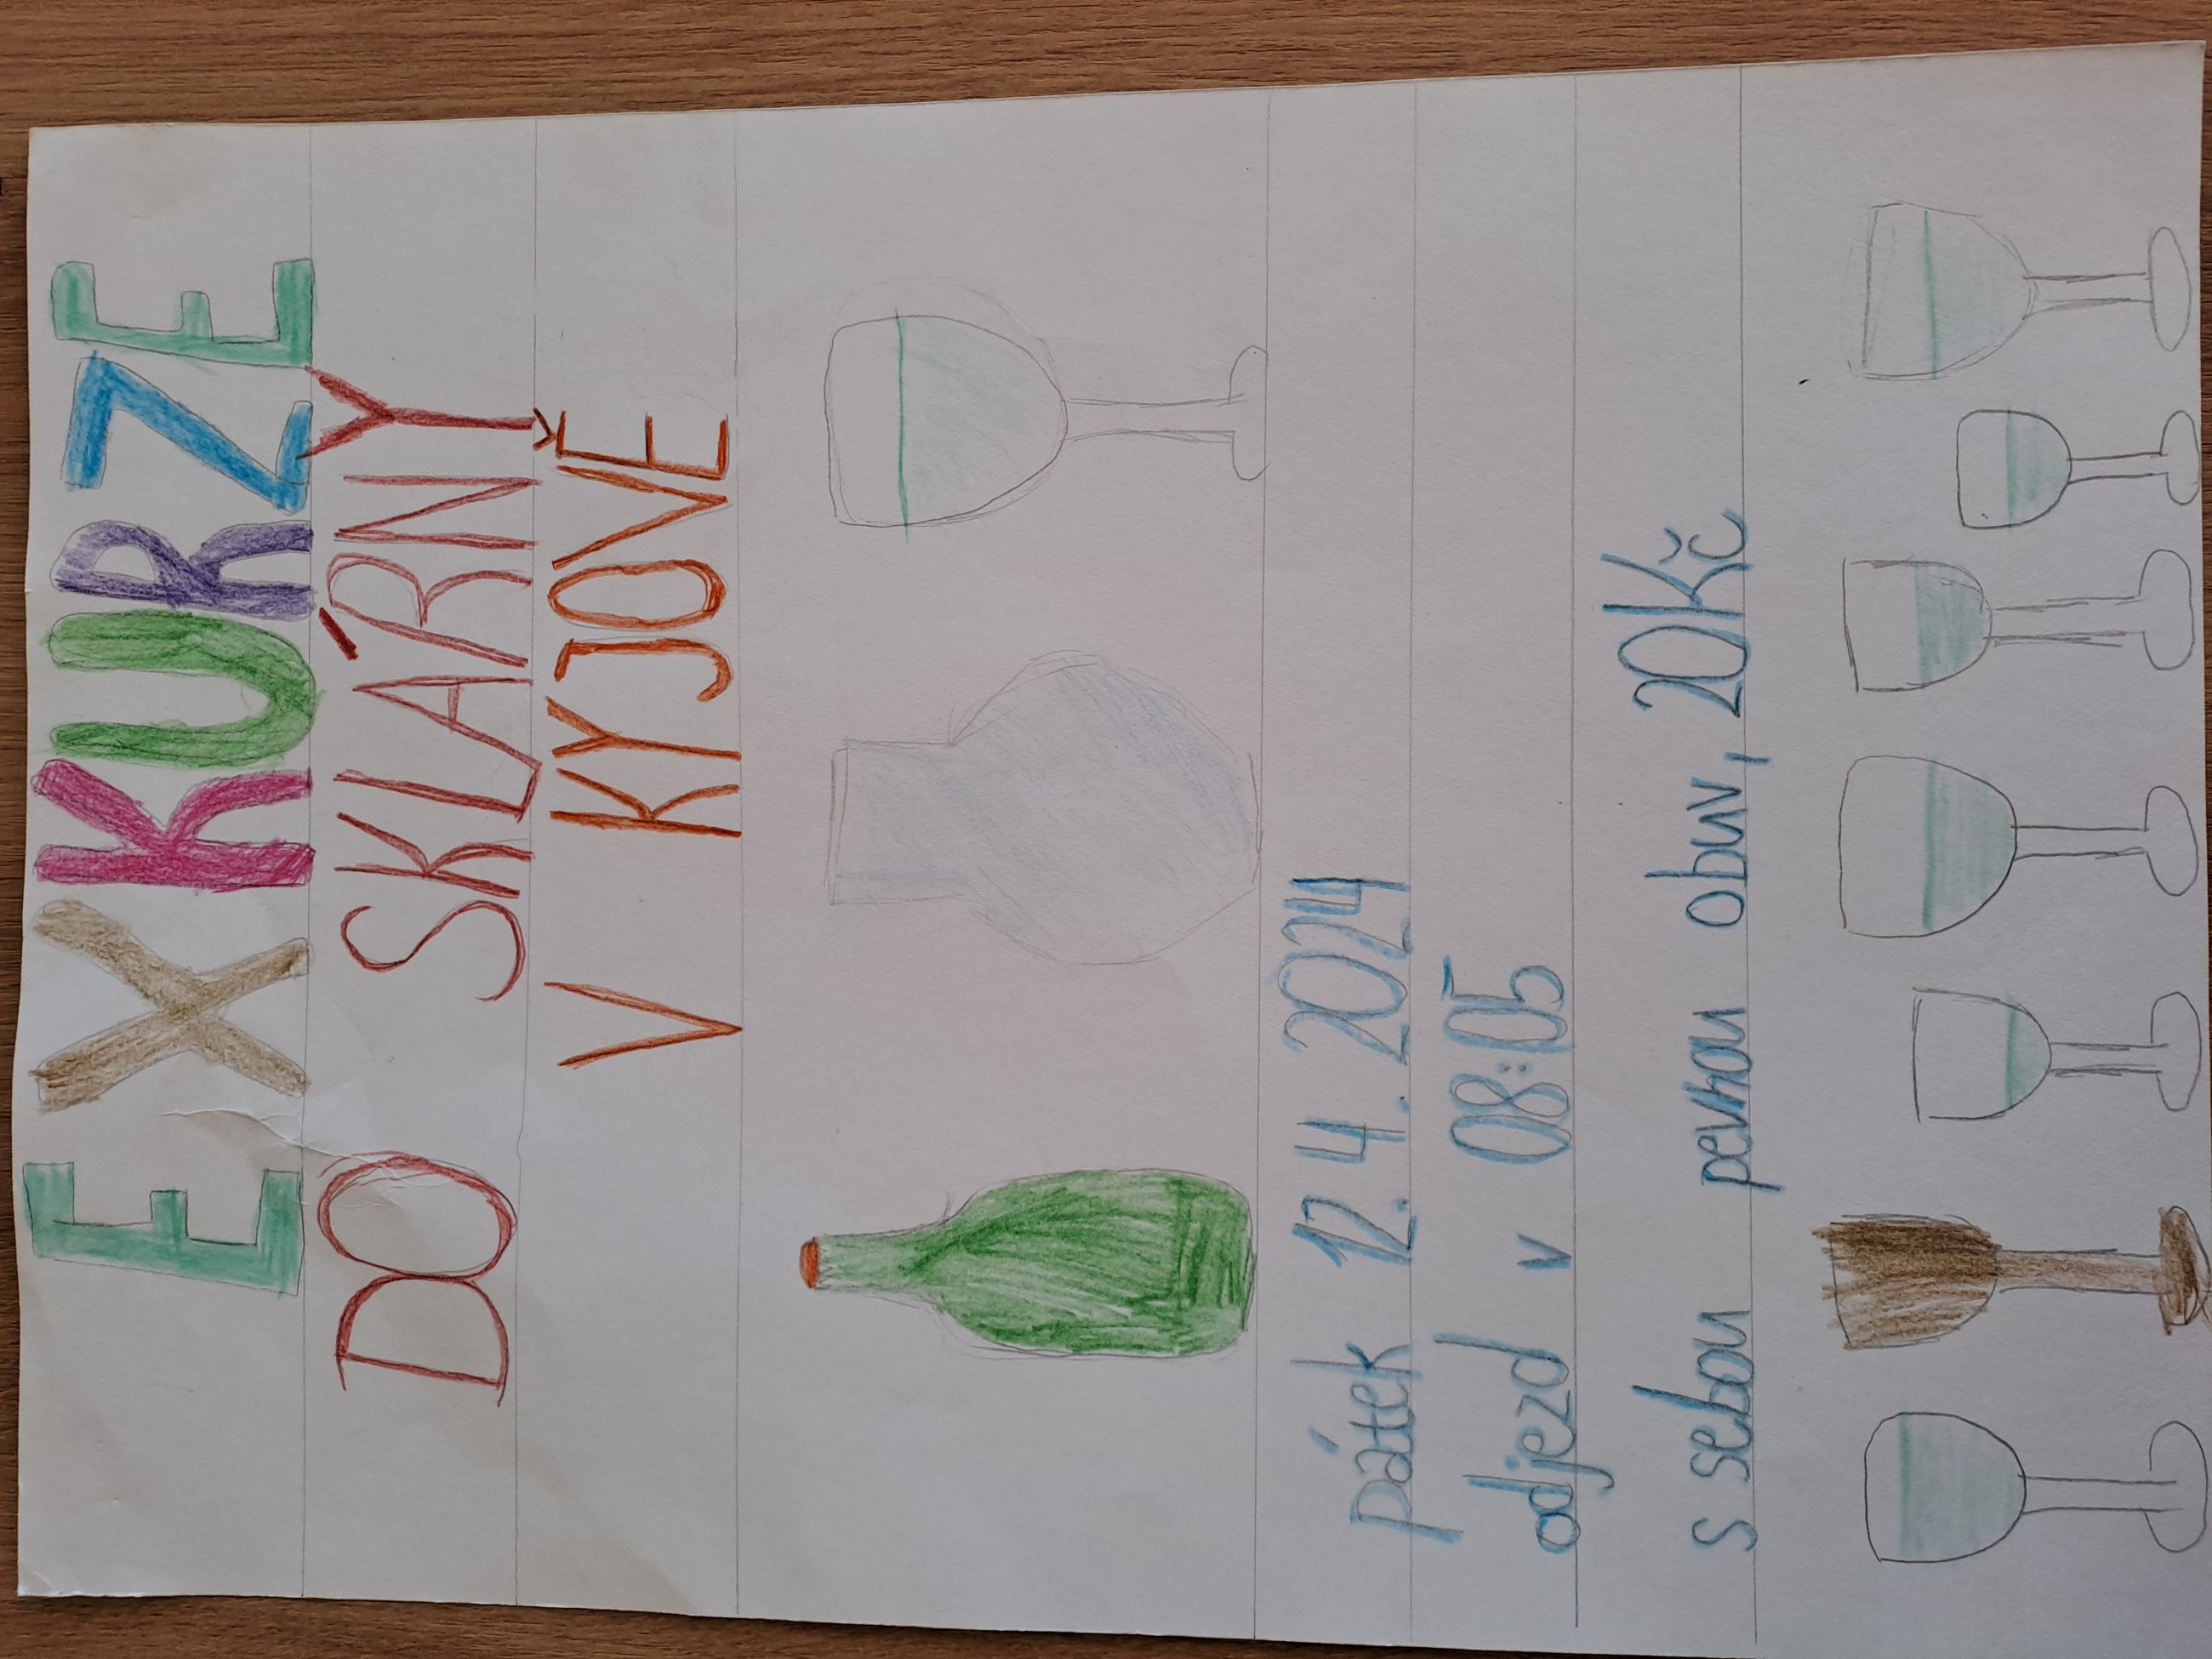 EXKURZE
DO SKLÁRNY
V KYJOVĚ
pátek 12. 4. 2024
odjezd v 08:05
s sebou pevnou obuv, 20Kč